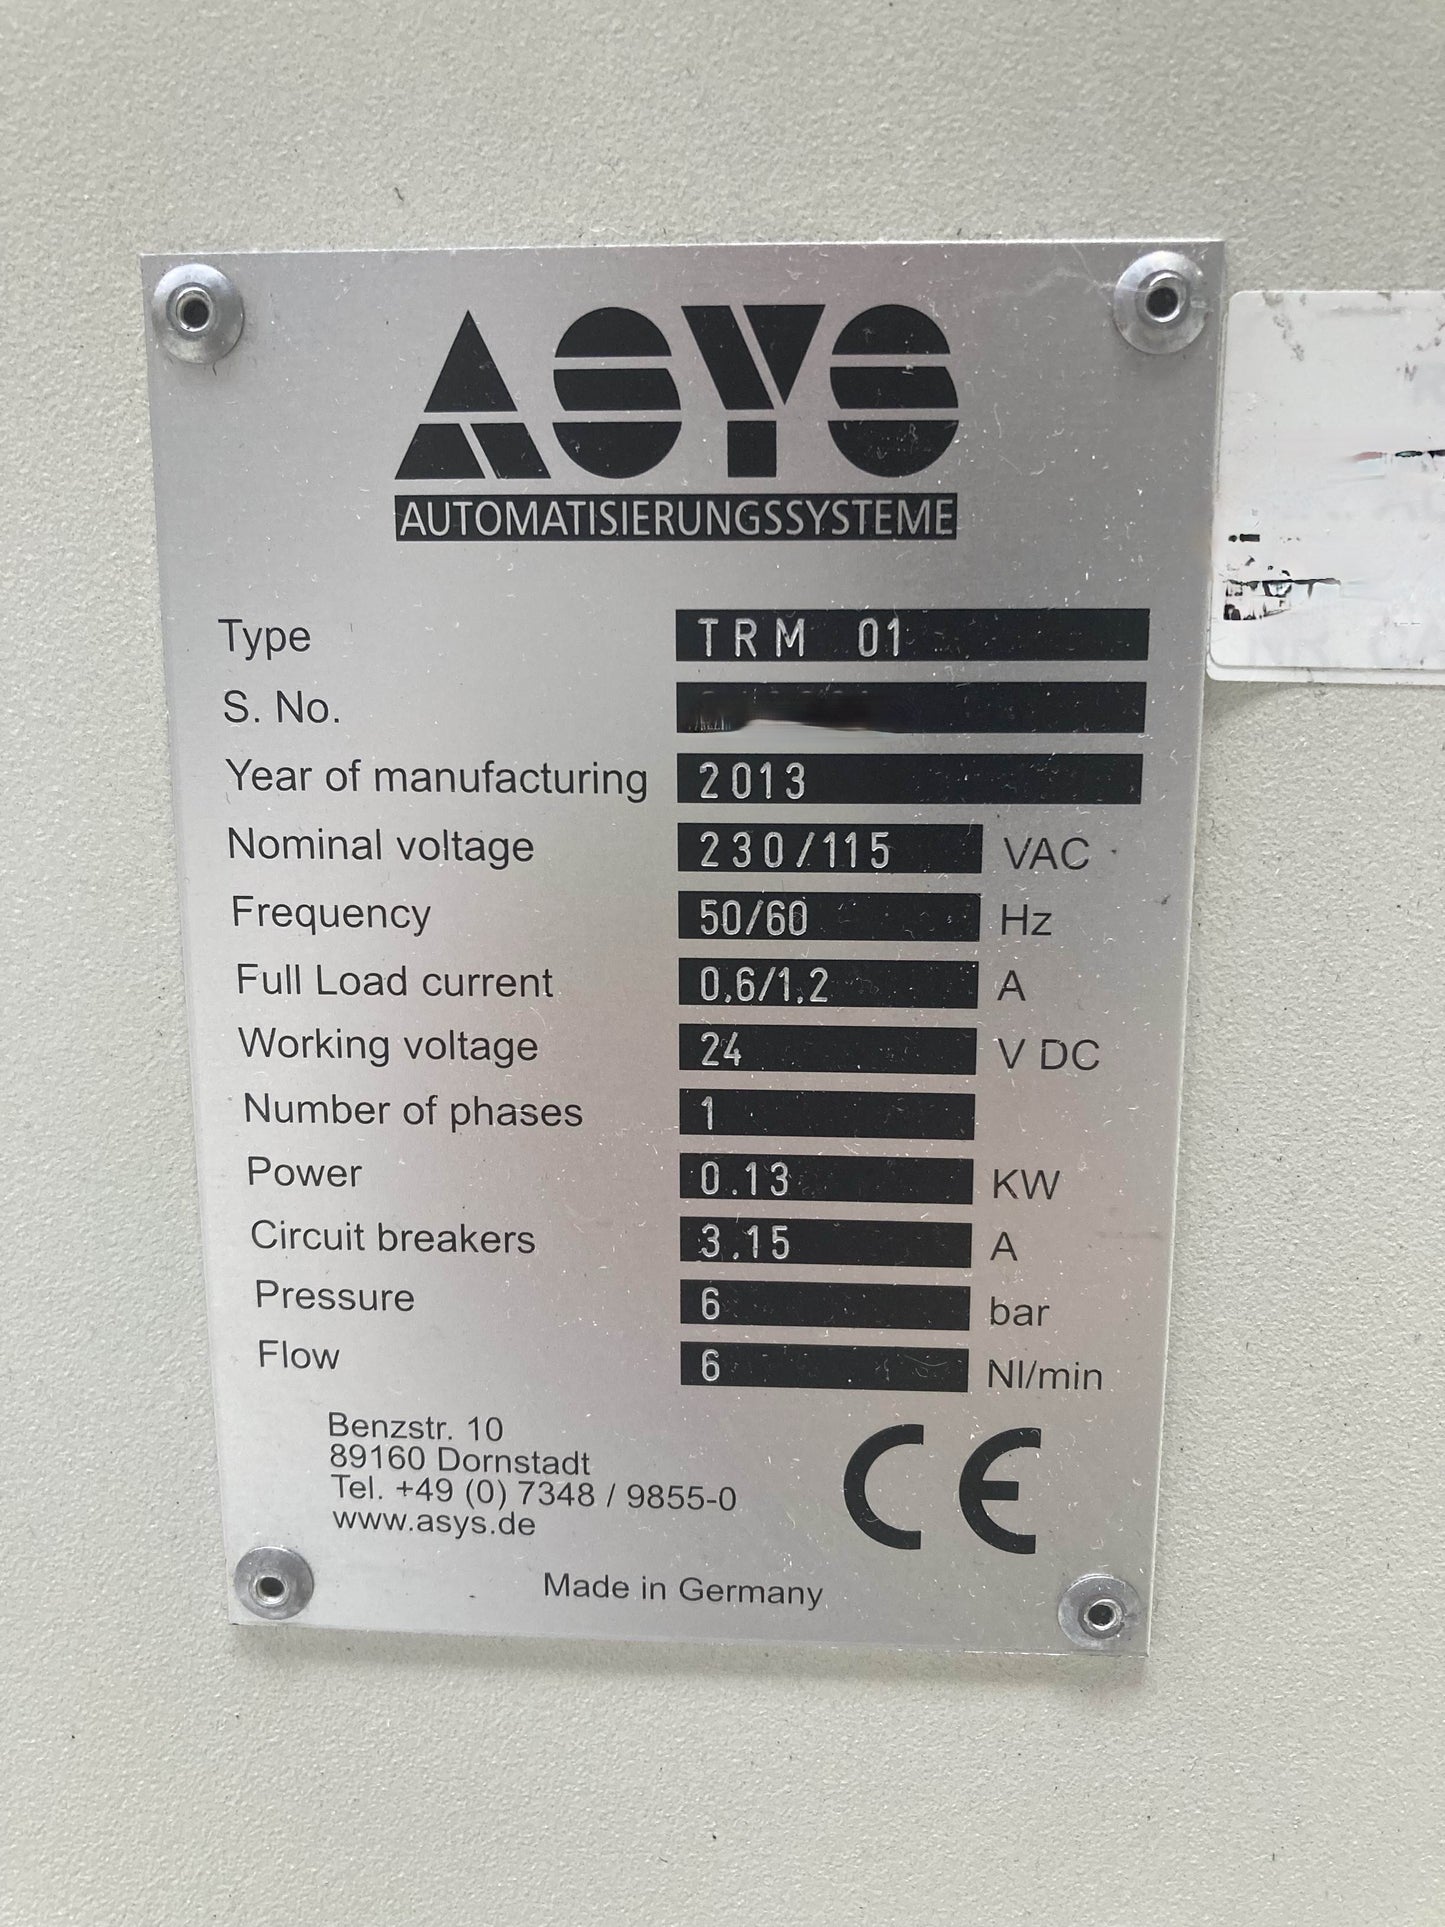 ASYS
AUTOMATISIERUNGSSYSTEME
Type TRM 01
S. No.
Year of manufacturing 2013
Nominal voltage 230/115 VAC
Frequency 50/60 Hz
Full Load current 0.6/1.2 A
Working voltage 24 V DC
Number of phases 1
Power 0.13 KW
Circuit breakers 3.15 A
Pressure 6 bar
Flow 6 Nl/min
Benzstr. 10
89160 Dornstadt
Tel. +49 (0) 7348 / 9855-0
www.asys.de
CE
Made in Germany